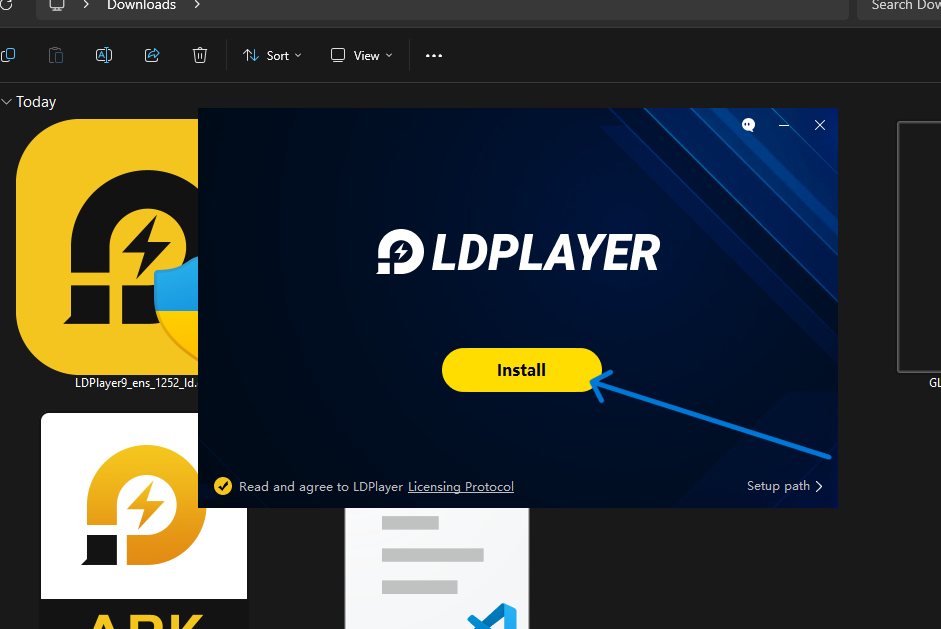 Downloads
Search Dow
Sort
View
Today
LDPLAYER
Install
LDPlayer9_ens_1252_ld.
GL
Read and agree to LDPlayer Licensing Protocol
Setup path
APK